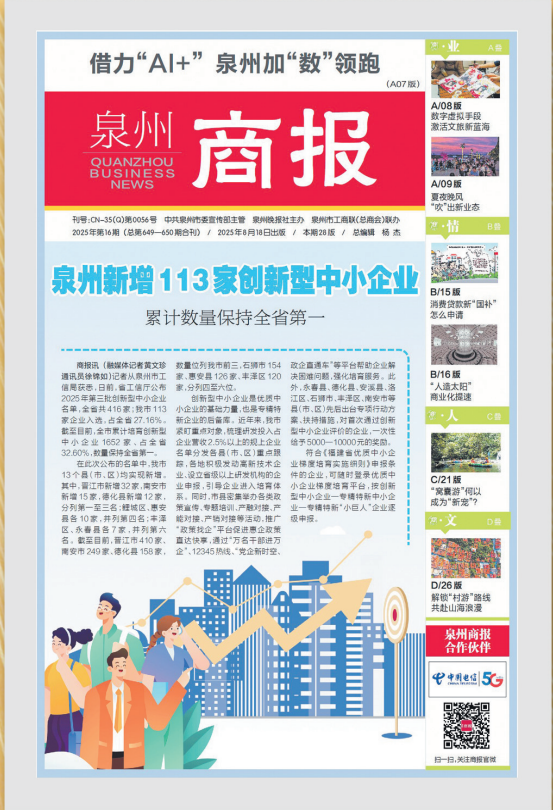 借力“AI+” 泉州加“数”领跑
(A07版)
泉州
QUANZHOU
BUSINESS
NEWS
商报
刊号:CN-35(Q)第0056号 中共泉州市委宣传部主管 泉州晚报社主办 泉州市工商联(总商会)联办
2025年第16期（总第649—650期合刊） / 2025年8月18日出版 / 本期28版 / 总编辑 杨 杰
泉州新增113家创新型中小企业
累计数量保持全省第一
商报讯（融媒体记者黄文珍
通讯员徐锦如)记者从泉州市工
信局获悉,日前,省工信厅公布
2025年第三批创新型中小企业
名单,全省共416家;我市113
家企业入选,占全省27.16%。
截至目前,全市累计培育创新型
中小企业1652家,占全省
32.60%,数量保持全省第一。
在此次公布的名单中,我市
13个县(市、区)均实现新增。
其中,晋江市新增32家,南安市
新增15家,德化县新增12家,
分列第一至三名;鲤城区、惠安
县各10家,并列第四名;丰泽
区、永春县各7家,并列第六
名。截至目前,晋江市410家、
南安市249家、德化县158家,
数量位列我市前三,石狮市154
家、惠安县126家、丰泽区120
家,分列四至六位。
创新型中小企业是优质中
小企业的基础力量,也是专精特
新企业的后备库。近年来,我市
紧盯重点对象,梳理研发投入占
企业营收2.5%以上的规上企业
名单分发各县(市、区)重点跟
踪,各地积极发动高新技术企
业、设立省级以上研发机构的企
业申报,引导企业进入培育体
系。同时,市县密集举办各类政
策宣传、专题培训、产融对接、产
能对接、产销对接等活动,推广
“政策找企”平台促进惠企政策
直达快享,通过“万名干部进万
企”、12345热线、“党企新时空、
政企直通车”等平台帮助企业解
决困难问题,强化培育服务。此
外,永春县、德化县、安溪县、洛
江区、石狮市、丰泽区、南安市等
县(市、区)先后出台专项行动方
案、扶持措施,对首次通过创新
型中小企业评价的企业,一次性
给予5000—10000元的奖励。
符合《福建省优质中小企
业梯度培育实施细则》申报条
件的企业,可随时登录优质中
小企业梯度培育平台,按创新
型中小企业—专精特新中小企
业—专精特新“小巨人”企业逐
级申报。
业 A叠
A/08版
数字虚拟手段
激活文旅新蓝海
A/09版
夏夜晚风
“吹”出新业态
情 B叠
B/15版
消费贷款新“国补”
怎么申请
B/16版
“人造太阳”
商业化提速
人 C叠
C/21版
“窝囊游”何以
成为“新宠”?
文 D叠
D/26版
解锁“村游”路线
共赴山海浪漫
泉州商报
合作伙伴
中国电信 5G
扫一扫,关注商报官微